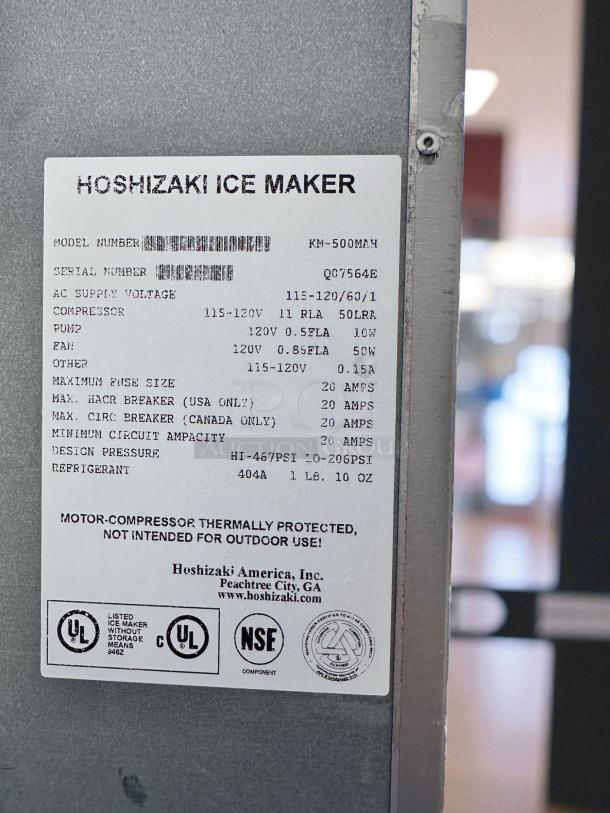 HOSHIZAKI ICE MAKER
MODEL NUMBER KM-500MAH
SERIAL NUMBER Q07564E
AC SUPPLY VOLTAGE 115-120/60/1
COMPRESSOR 115-120V 11 RLA 50LRA
PUMP 120V 0.5FLA 10W
FAN 120V 0.85FLA 50W
OTHER 115-120V 0.15A
MAXIMUM FUSE SIZE 20 AMPS
MAX. HACR BREAKER (USA ONLY) 20 AMPS
MAX. CIRC BREAKER (CANADA ONLY) 20 AMPS
MINIMUM CIRCUIT AMPACITY 20 AMPS
DESIGN PRESSURE HI-467PSI LO-206PSI
REFRIGERANT 404A 1 LB. 10 OZ
AUCTION GROUP
MOTOR-COMPRESSOR THERMALLY PROTECTED,
NOT INTENDED FOR OUTDOOR USE!
Hoshizaki America, Inc.
Peachtree City, GA
www.hoshizaki.com
UL LISTED
ICE MAKER
WITHOUT
STORAGE
MEANS
946Z
C UL
NSF
COMPONENT